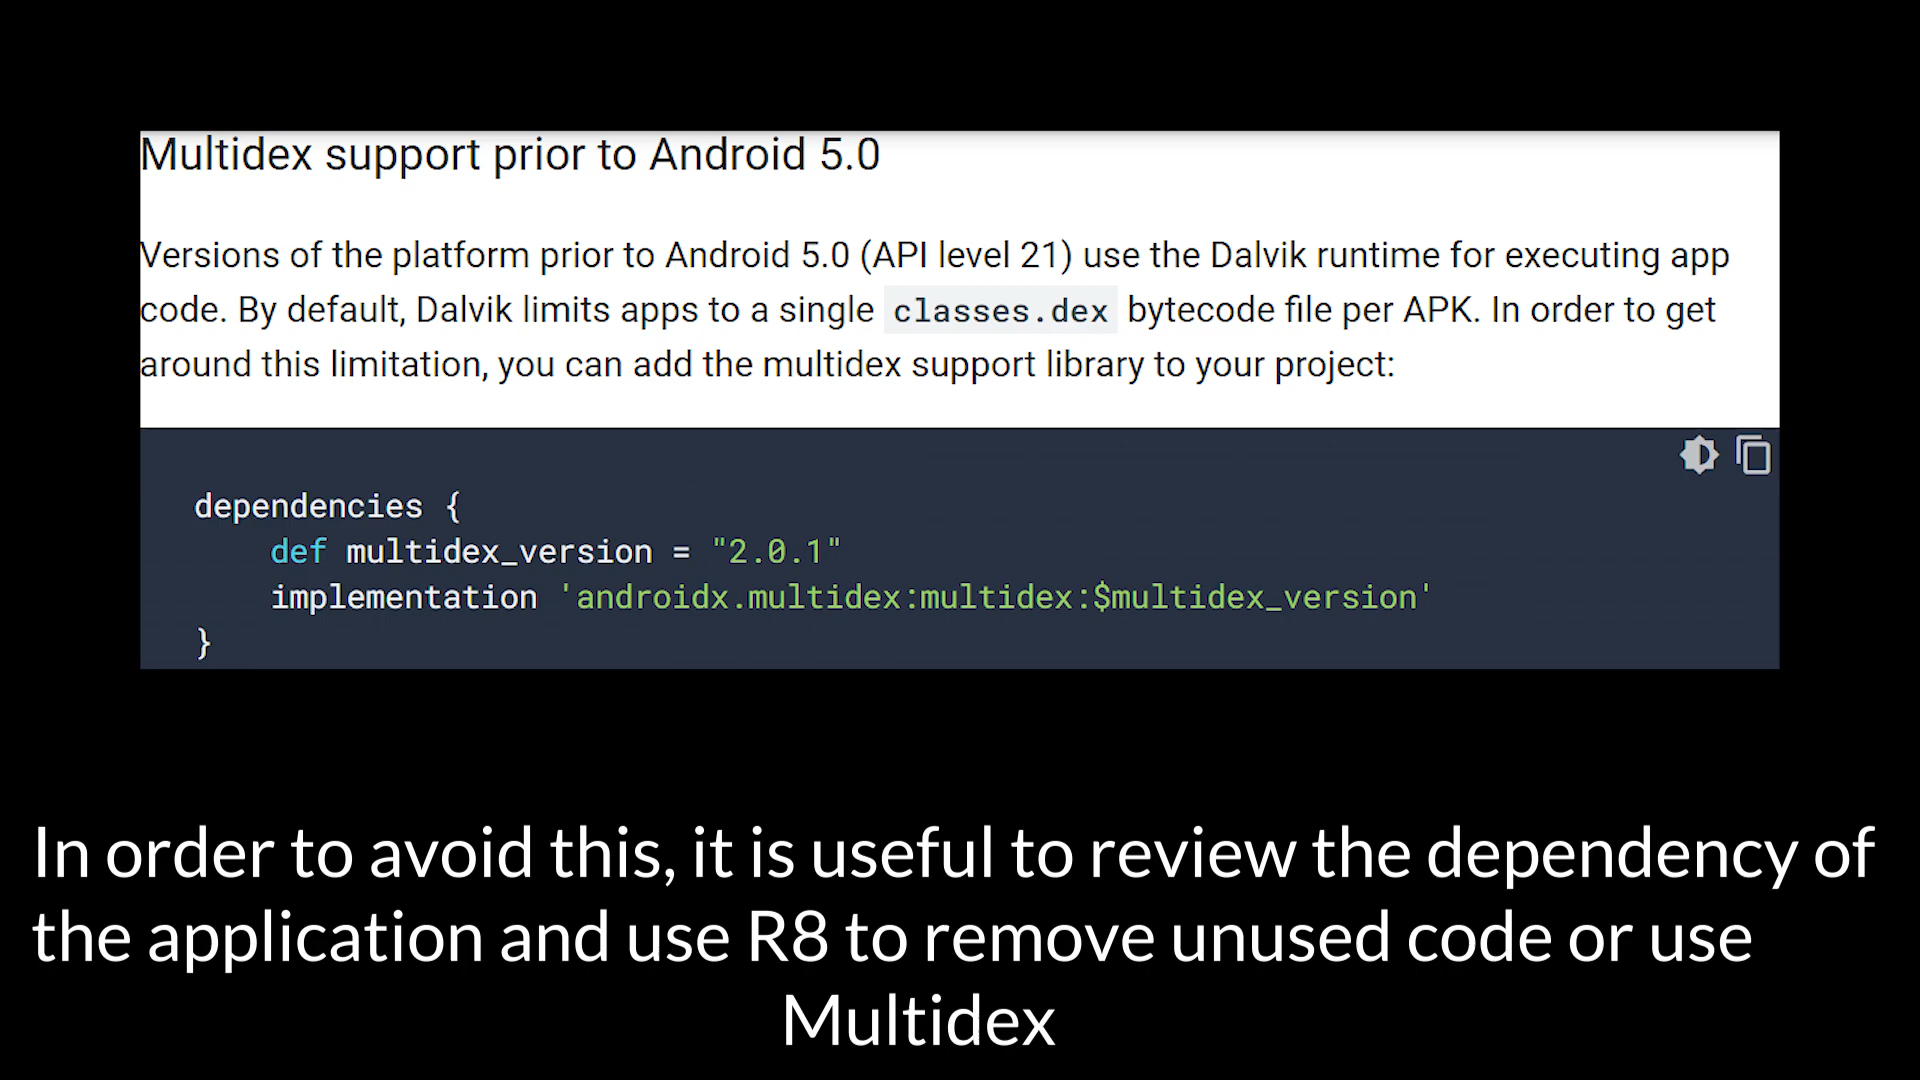 Multidex support prior to Android 5.0
Versions of the platform prior to Android 5.0 (API level 21) use the Dalvik runtime for executing app
code. By default, Dalvik limits apps to a single classes.dex bytecode file per APK. In order to get
around this limitation, you can add the multidex support library to your project:
dependencies {
def multidex_version = "2.0.1"
implementation 'androidx.multidex:multidex:$multidex_version'
}
In order to avoid this, it is useful to review the dependency of
the application and use R8 to remove unused code or use
Multidex